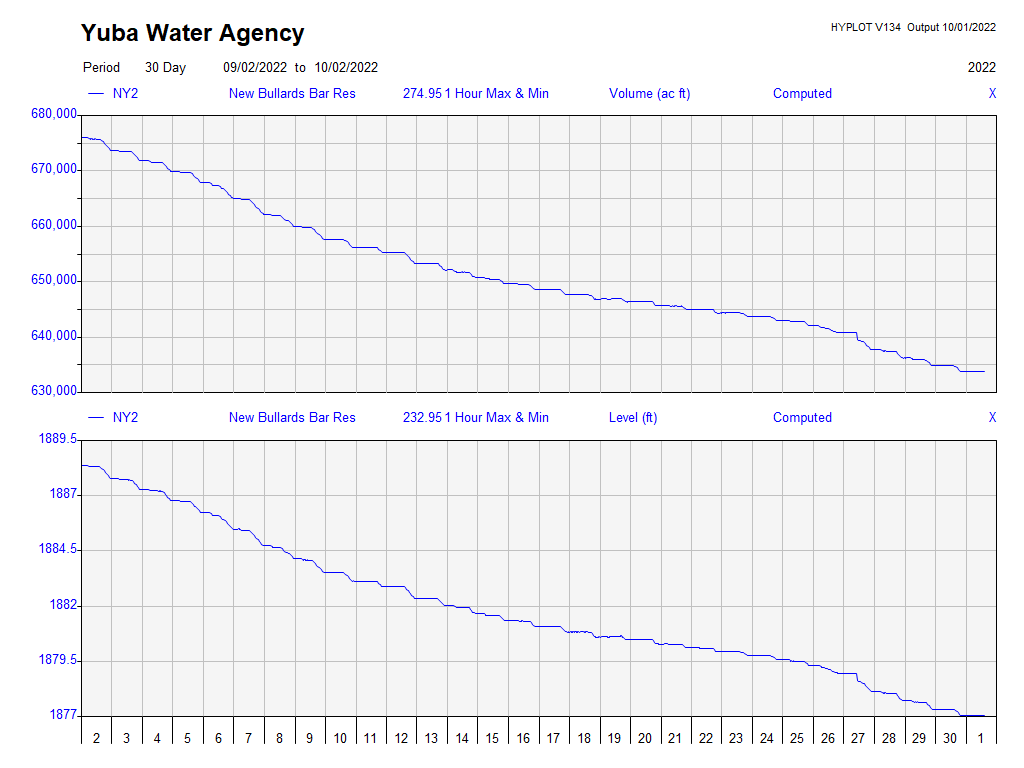 Yuba Water Agency
HYPLOT V134 Output 10/01/2022
Period 30 Day 09/02/2022 to 10/02/2022 2022
NY2 New Bullards Bar Res 274.95 1 Hour Max & Min Volume (ac ft) Computed X
680,000
670,000
660,000
650,000
640,000
630,000
NY2 New Bullards Bar Res 232.95 1 Hour Max & Min Level (ft) Computed X
1889.5
1887
1884.5
1882
1879.5
1877
2 3 4 5 6 7 8 9 10 11 12 13 14 15 16 17 18 19 20 21 22 23 24 25 26 27 28 29 30 1